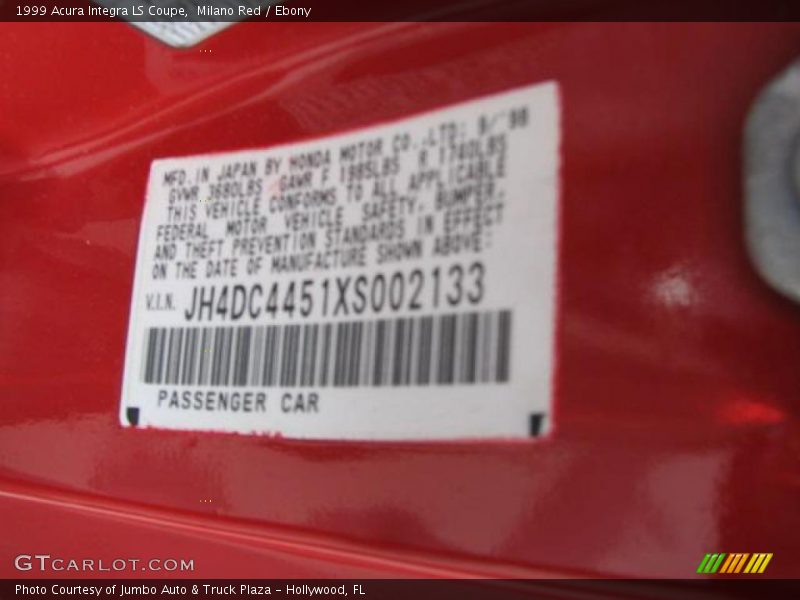 1999 Acura Integra LS Coupe,  Milano Red / Ebony
MFD. IN JAPAN BY HONDA MOTOR CO.,LTD: 9/'98
GVWR 3680LBS GAWR F 1985LBS R 1740LBS
THIS VEHICLE CONFORMS TO ALL APPLICABLE
FEDERAL MOTOR VEHICLE SAFETY, BUMPER,
AND THEFT PREVENTION STANDARDS IN EFFECT
ON THE DATE OF MANUFACTURE SHOWN ABOVE:
V.I.N. JH4DC4451XS002133
PASSENGER CAR
GTCARLOT.COM
Photo Courtesy of Jumbo Auto & Truck Plaza - Hollywood, FL